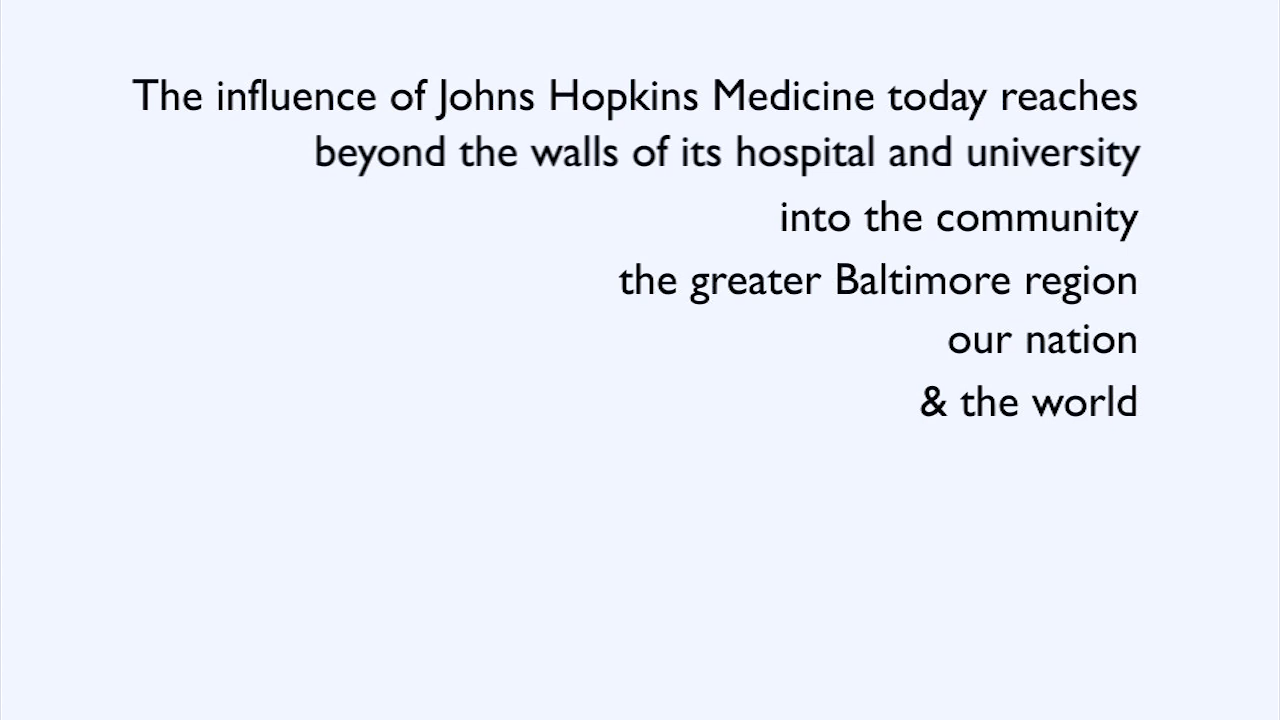 The influence of Johns Hopkins Medicine today reaches
beyond the walls of its hospital and university
into the community
the greater Baltimore region
our nation
& the world